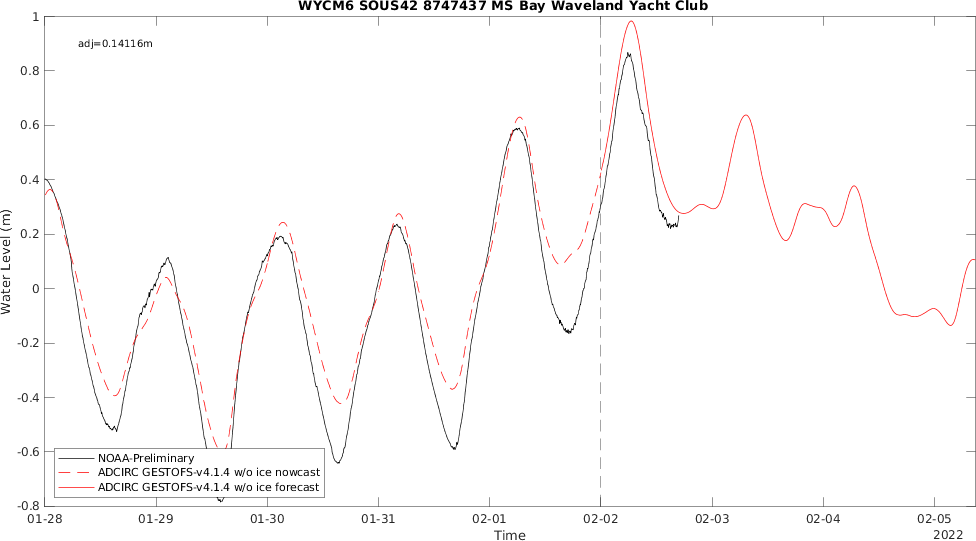 WYCM6 SOUS42 8747437 MS Bay Waveland Yacht Club
adj=0.14116m
Water Level (m)
1
0.8
0.6
0.4
0.2
0
-0.2
-0.4
-0.6
-0.8
NOAA-Preliminary
ADCIRC GESTOFS-v4.1.4 w/o ice nowcast
ADCIRC GESTOFS-v4.1.4 w/o ice forecast
01-28 01-29 01-30 01-31 02-01 02-02 02-03 02-04 02-05
Time
2022